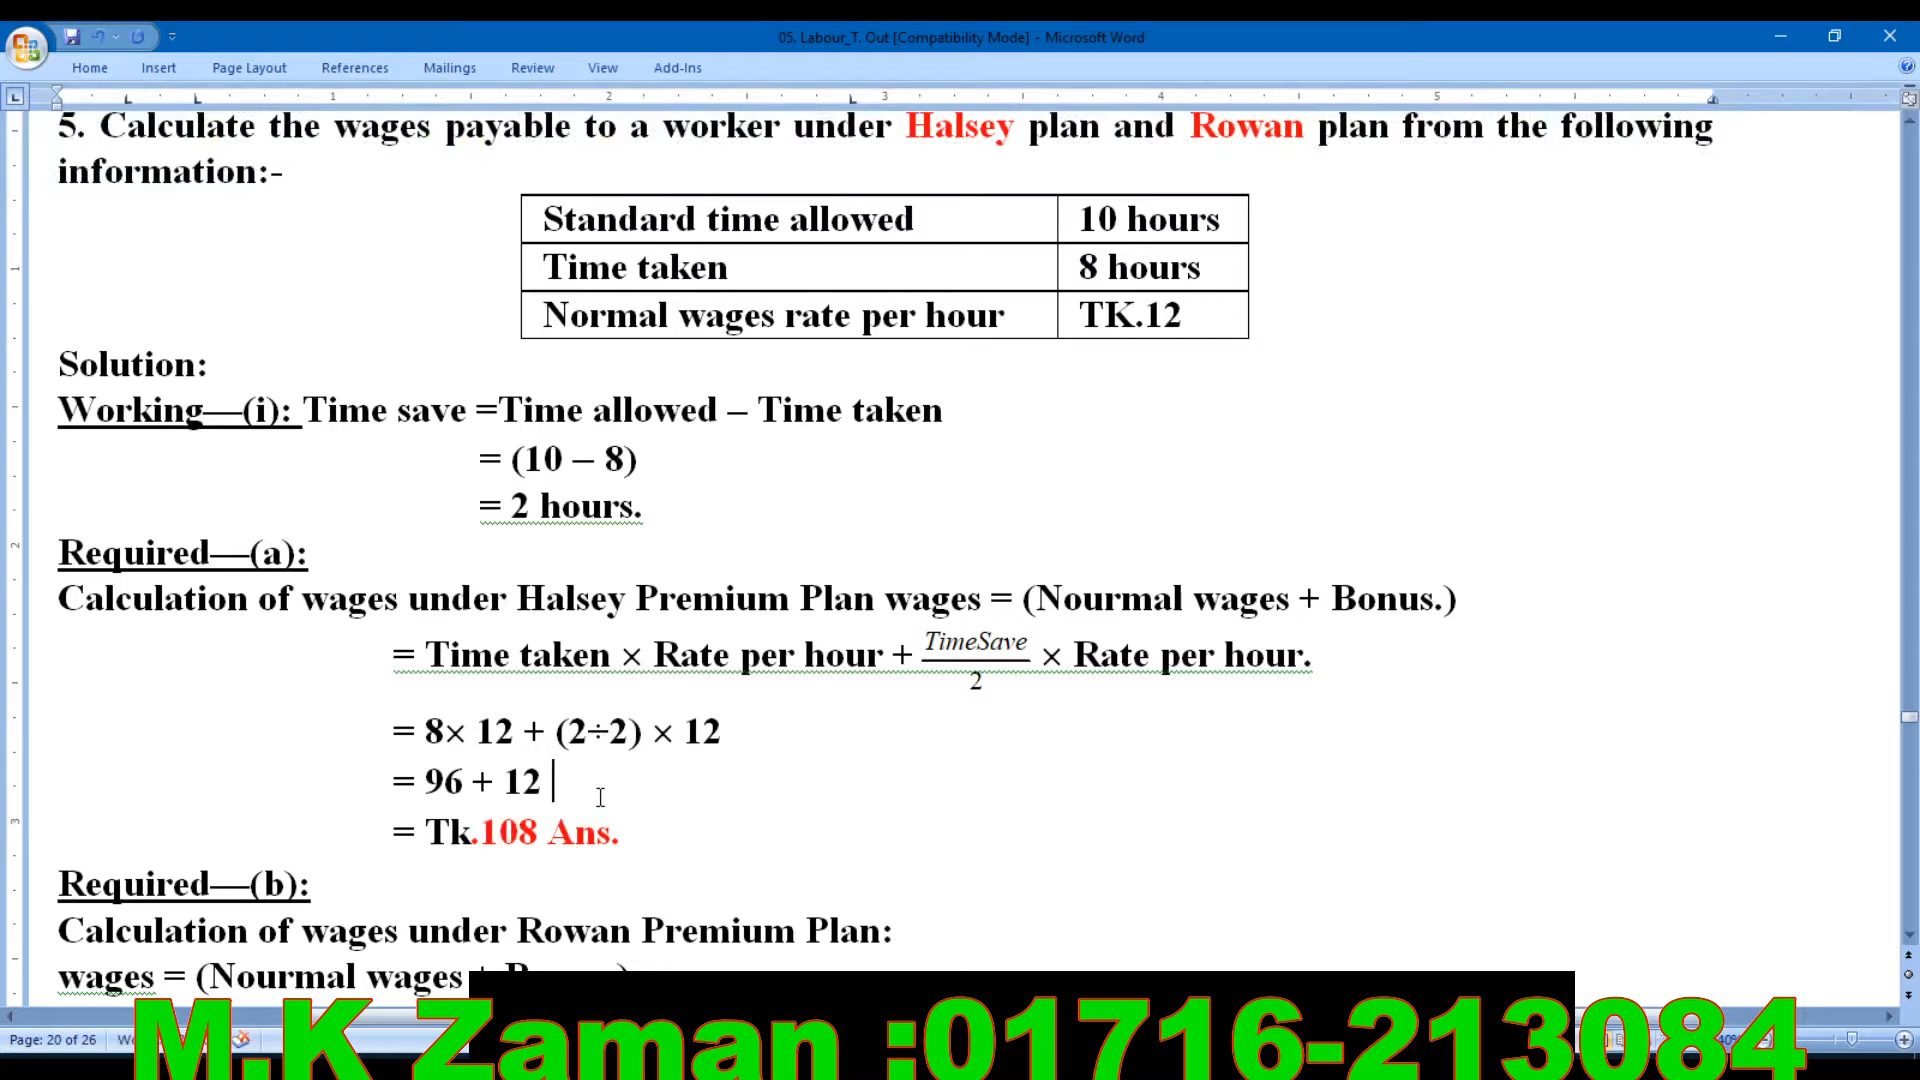 05. Labour_T. Out [Compatibility Mode] - Microsoft Word
Home Insert Page Layout References Mailings Review View Add-Ins
1 2 3 4 5
5. Calculate the wages payable to a worker under Halsey plan and Rowan plan from the following
information:-
Standard time allowed 10 hours
Time taken 8 hours
Normal wages rate per hour TK.12
Solution:
Working—(i): Time save =Time allowed – Time taken
= (10 – 8)
= 2 hours.
Required—(a):
Calculation of wages under Halsey Premium Plan wages = (Nourmal wages + Bonus.)
= Time taken × Rate per hour + TimeSave/2 × Rate per hour.
= 8× 12 + (2÷2) × 12
= 96 + 12
= Tk.108 Ans.
Required—(b):
Calculation of wages under Rowan Premium Plan:
wages = (Nourmal wages
Page: 20 of 26
M.K Zaman :01716-213084